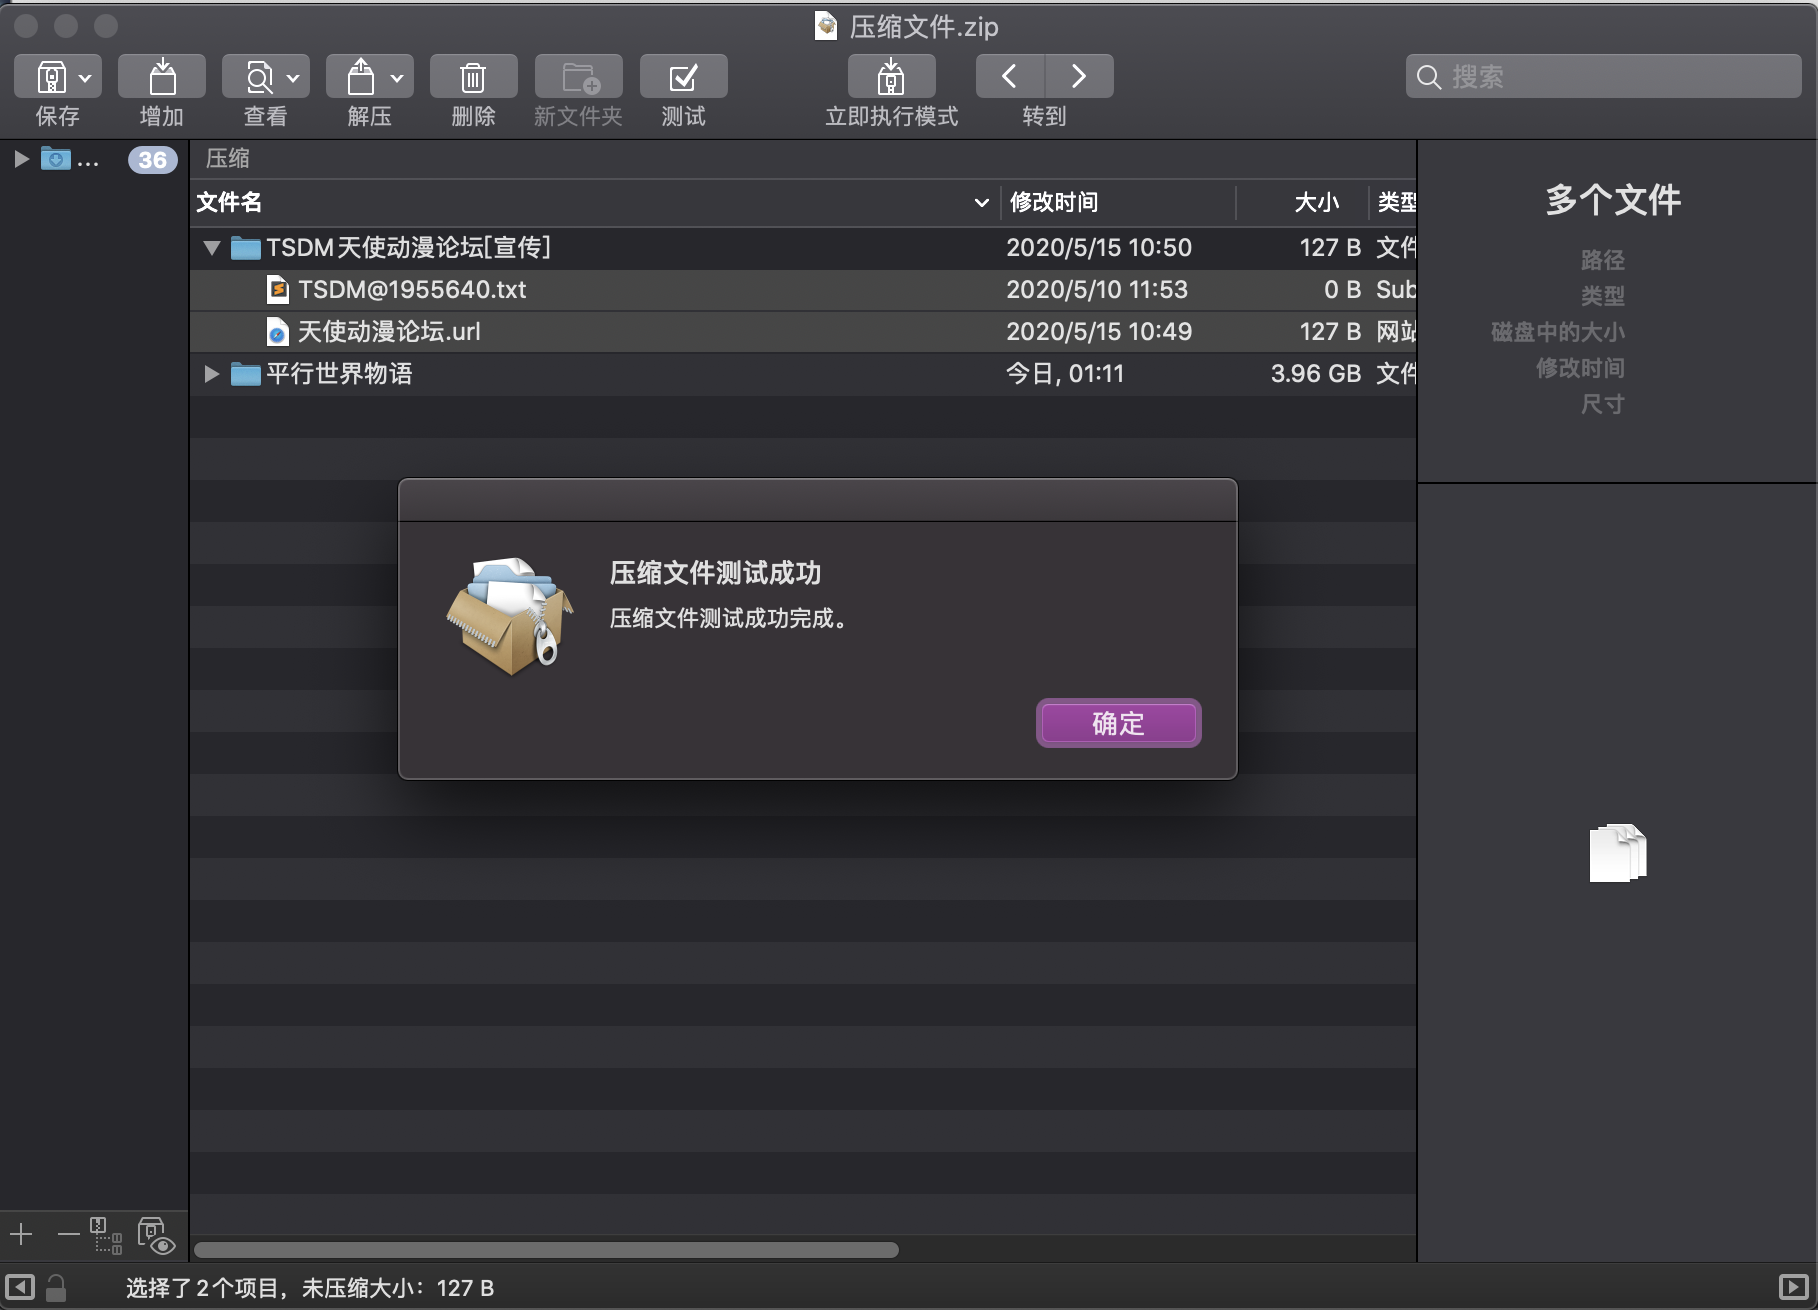 压缩文件.zip
保存 增加 查看 解压 删除 新文件夹 测试 立即执行模式 转到 搜索
... 36
压缩
文件名 修改时间 大小 类型
TSDM天使动漫论坛[宣传] 2020/5/15 10:50 127 B 文件
TSDM@1955640.txt 2020/5/10 11:53 0 B Sub
天使动漫论坛.url 2020/5/15 10:49 127 B 网站
平行世界物语 今日, 01:11 3.96 GB 文件
多个文件
路径
类型
磁盘中的大小
修改时间
尺寸
压缩文件测试成功
压缩文件测试成功完成。
确定
选择了2个项目，未压缩大小：127 B